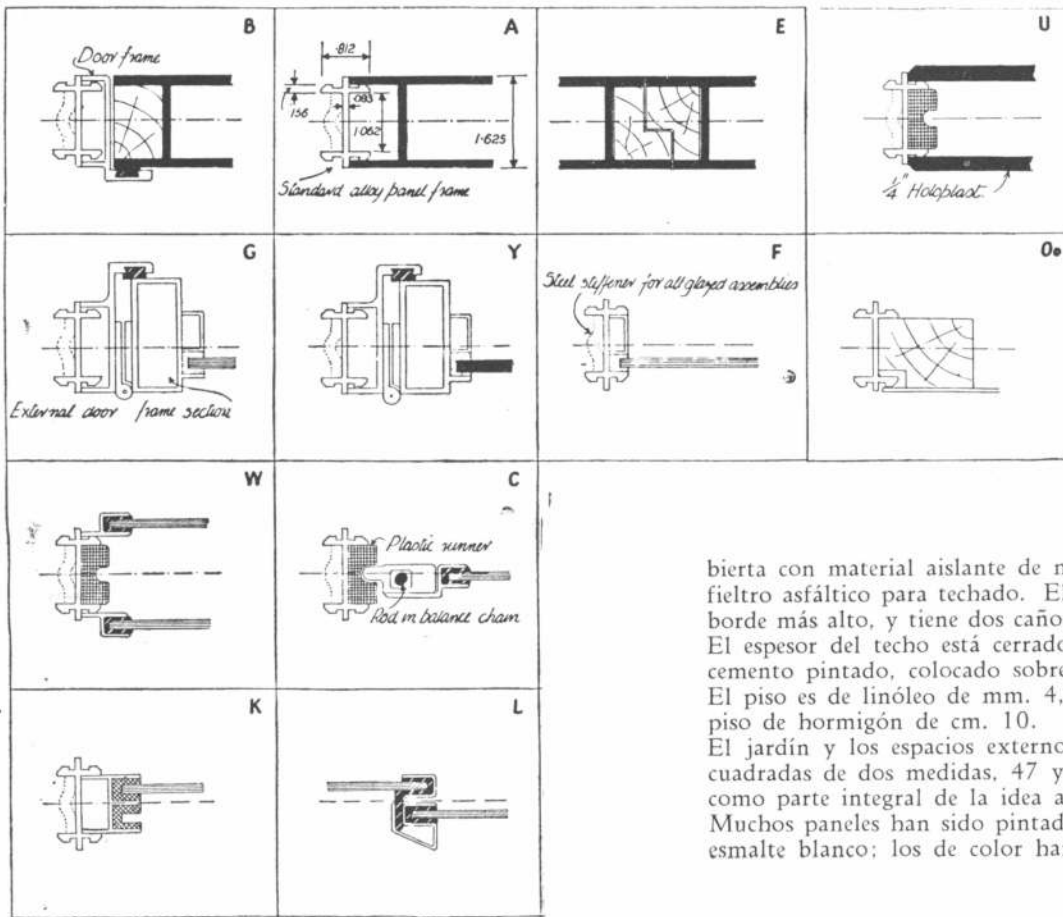 B
Door frame
A
.812
.156
.083
1.062
1.625
Standard alloy panel frame
E
U
1/4" Holoplast.
G
External door frame section
Y
F
Steel stiffener for all glazed assemblies
W
C
Plastic runner
Rod in balance chain
K
L
bierta con material aislante de
fieltro asfáltico para techado. El
borde más alto, y tiene dos caño
El espesor del techo está cerrado
cemento pintado, colocado sobre
El piso es de linóleo de mm. 4,
piso de hormigón de cm. 10.
El jardín y los espacios externo
cuadradas de dos medidas, 47 y
como parte integral de la idea a
Muchos paneles han sido pintad
esmalte blanco; los de color ha